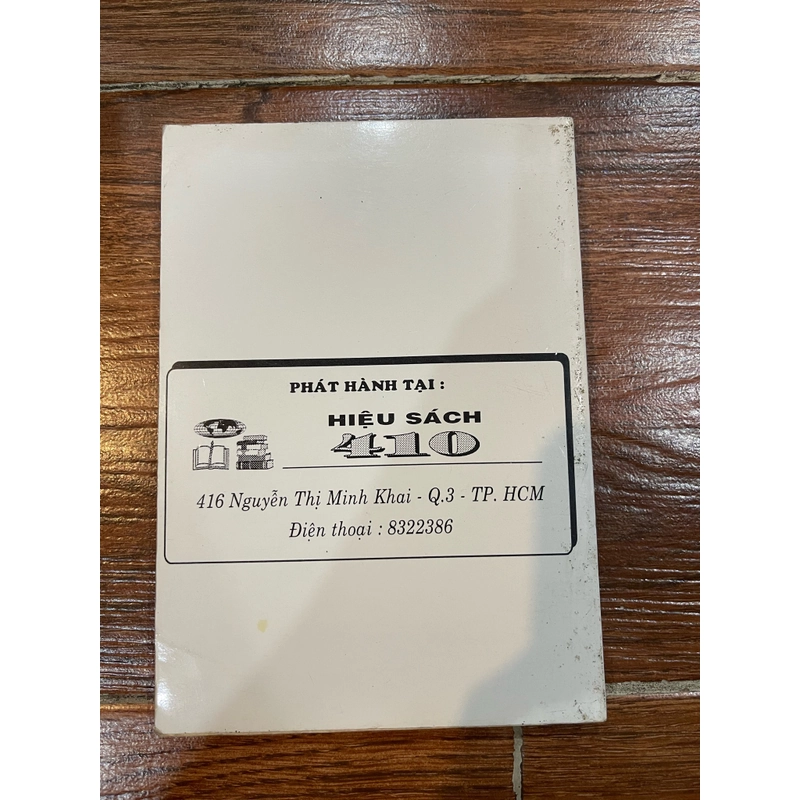 PHÁT HÀNH TẠI :
HIỆU SÁCH
410
416 Nguyễn Thị Minh Khai - Q.3 - TP. HCM
Điện thoại : 8322386